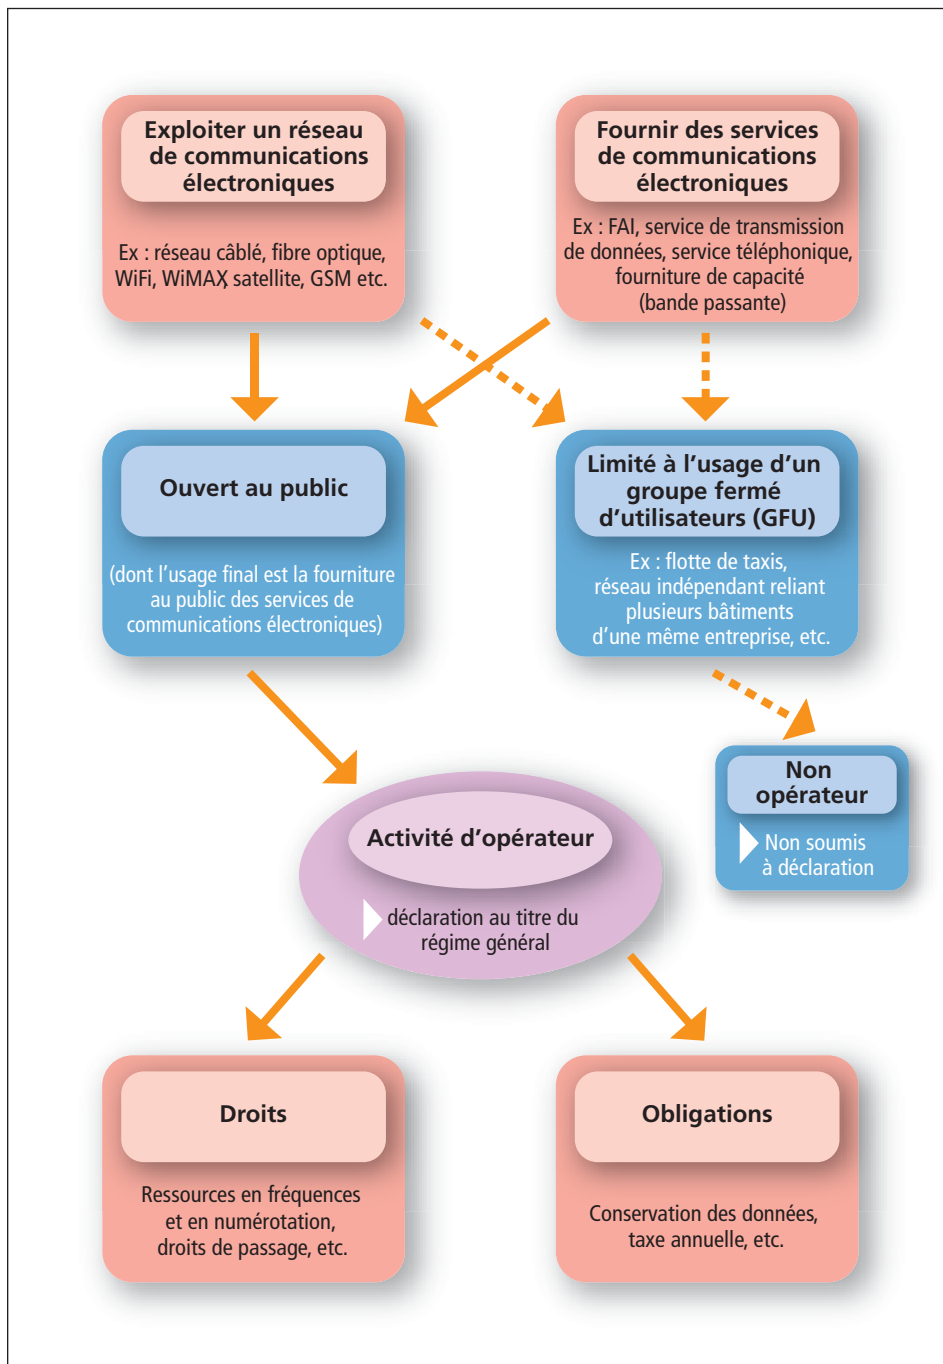 Exploiter un réseau
de communications
électroniques
Ex : réseau câblé, fibre optique,
WiFi, WiMAX, satellite, GSM etc.
Fournir des services
de communications
électroniques
Ex : FAI, service de transmission
de données, service téléphonique,
fourniture de capacité
(bande passante)
Ouvert au public
(dont l'usage final est la fourniture
au public des services de
communications électroniques)
Limité à l'usage d'un
groupe fermé
d'utilisateurs (GFU)
Ex : flotte de taxis,
réseau indépendant reliant
plusieurs bâtiments
d'une même entreprise, etc.
Non
opérateur
Non soumis
à déclaration
Activité d'opérateur
déclaration au titre du
régime général
Droits
Ressources en fréquences
et en numérotation,
droits de passage, etc.
Obligations
Conservation des données,
taxe annuelle, etc.